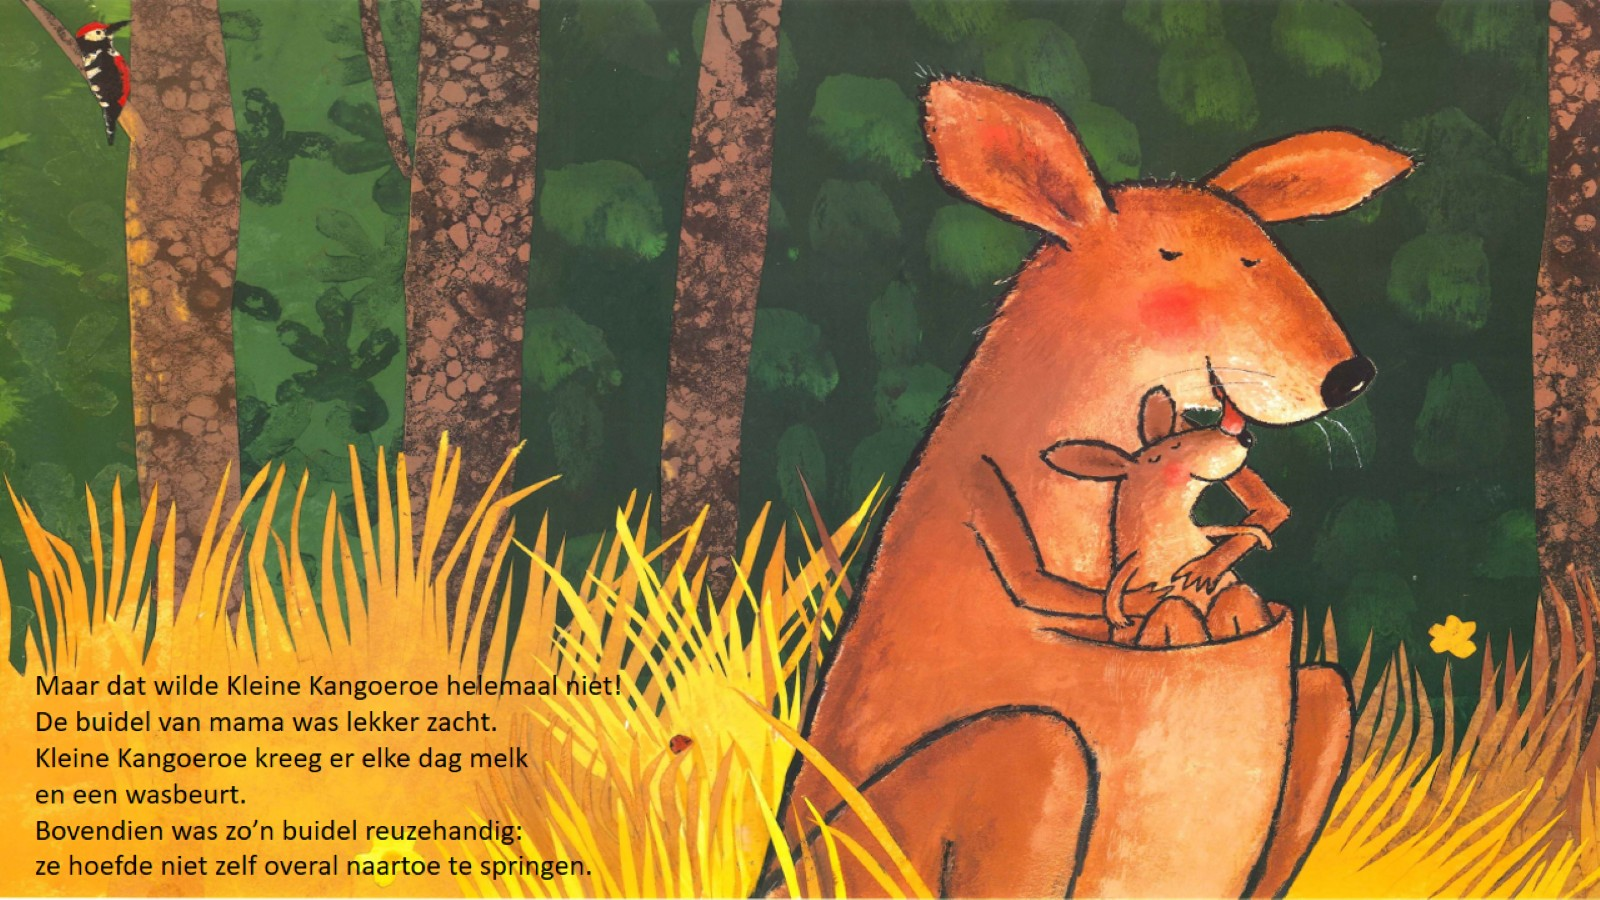 Maar dat wilde Kleine Kangoeroe helemaal niet!
De buidel van mama was lekker zacht.
Kleine Kangoeroe kreeg er elke dag melk
en een wasbeurt.
Bovendien was zo’n buidel reuzehandig:
ze hoefde niet zelf overal naartoe te springen.